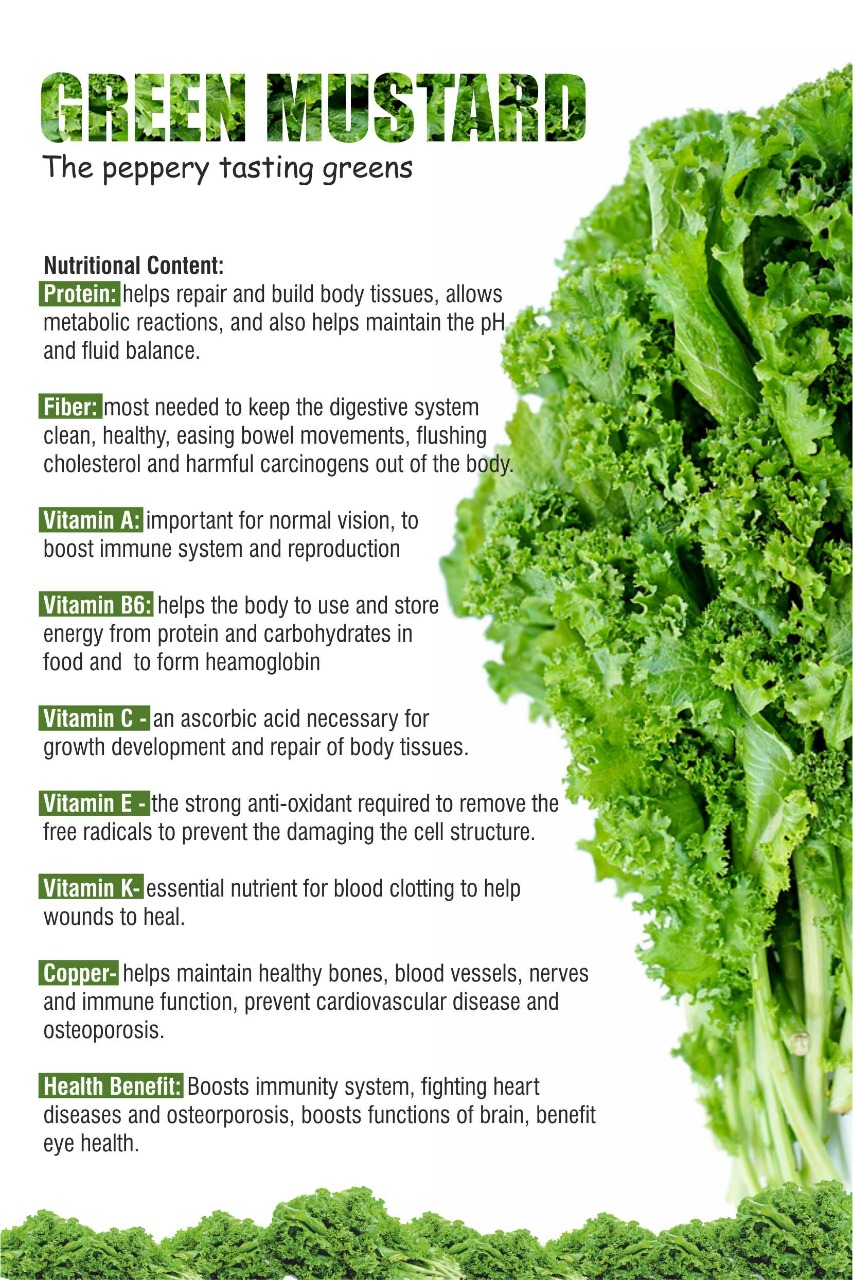 GREEN MUSTARD
The peppery tasting greens
Nutritional Content:
Protein: helps repair and build body tissues, allows
metabolic reactions, and also helps maintain the pH
and fluid balance.
Fiber: most needed to keep the digestive system
clean, healthy, easing bowel movements, flushing
cholesterol and harmful carcinogens out of the body.
Vitamin A: important for normal vision, to
boost immune system and reproduction
Vitamin B6: helps the body to use and store
energy from protein and carbohydrates in
food and  to form heamoglobin
Vitamin C - an ascorbic acid necessary for
growth development and repair of body tissues.
Vitamin E - the strong anti-oxidant required to remove the
free radicals to prevent the damaging the cell structure.
Vitamin K- essential nutrient for blood clotting to help
wounds to heal.
Copper- helps maintain healthy bones, blood vessels, nerves
and immune function, prevent cardiovascular disease and
osteoporosis.
Health Benefit: Boosts immunity system, fighting heart
diseases and osteorporosis, boosts functions of brain, benefit
eye health.